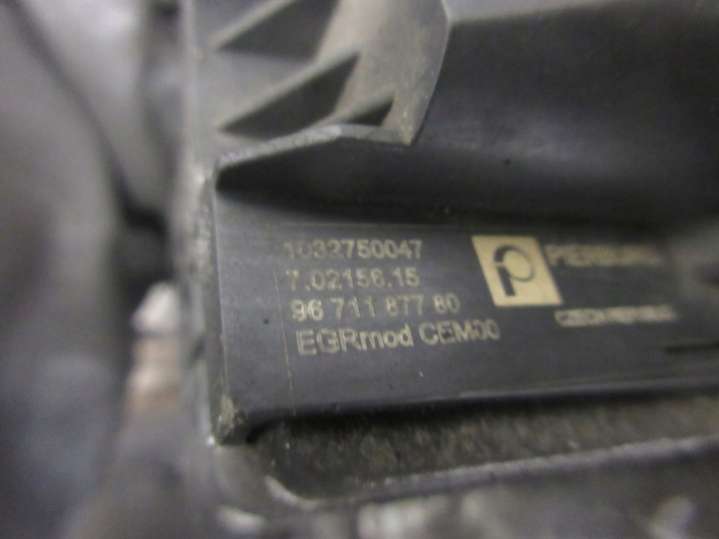 1032750047
7.02156.15
96 711 877 80
EGRmod CEM00
PIERBURG
CZECH REPUBLIC